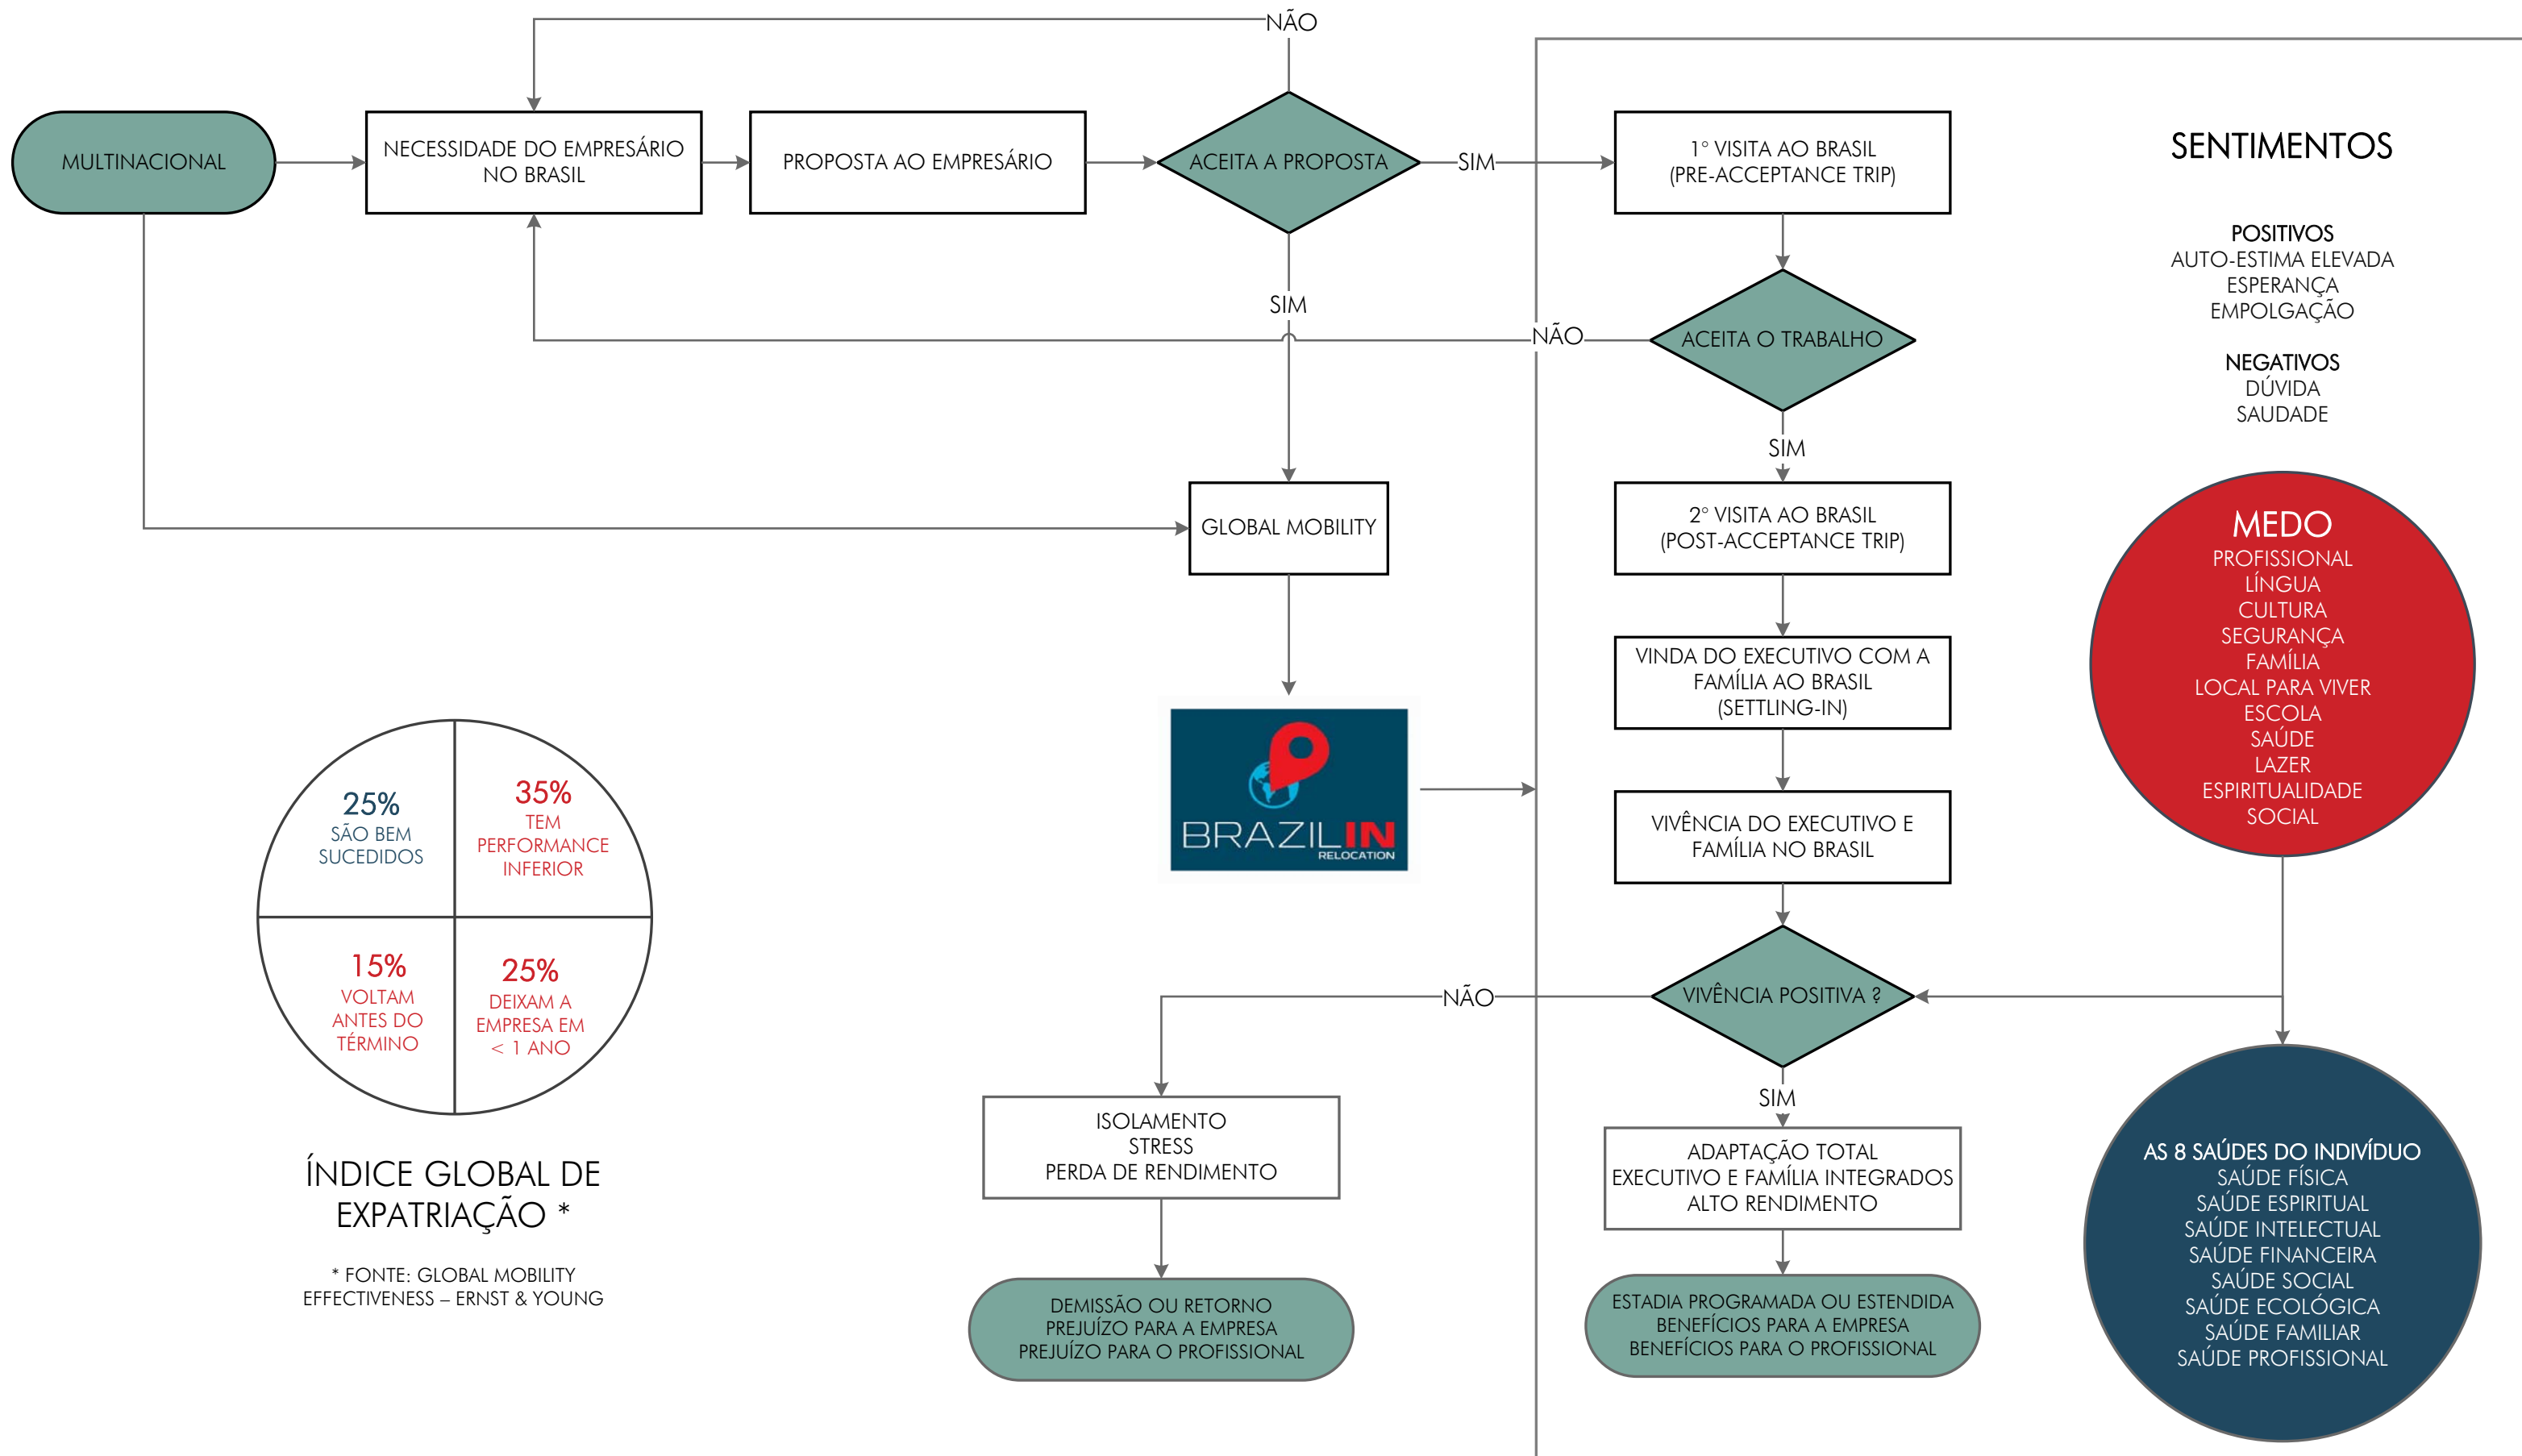 NÃO
MULTINACIONAL
NECESSIDADE DO EMPRESÁRIO
NO BRASIL
PROPOSTA AO EMPRESÁRIO
ACEITA A PROPOSTA
SIM
1° VISITA AO BRASIL
(PRE-ACCEPTANCE TRIP)
SIM
NÃO
ACEITA O TRABALHO
SIM
GLOBAL MOBILITY
2° VISITA AO BRASIL
(POST-ACCEPTANCE TRIP)
VINDA DO EXECUTIVO COM A
FAMÍLIA AO BRASIL
(SETTLING-IN)
BRAZILIN
RELOCATION
VIVÊNCIA DO EXECUTIVO E
FAMÍLIA NO BRASIL
VIVÊNCIA POSITIVA ?
NÃO
SIM
ISOLAMENTO
STRESS
PERDA DE RENDIMENTO
ADAPTAÇÃO TOTAL
EXECUTIVO E FAMÍLIA INTEGRADOS
ALTO RENDIMENTO
DEMISSÃO OU RETORNO
PREJUÍZO PARA A EMPRESA
PREJUÍZO PARA O PROFISSIONAL
ESTADIA PROGRAMADA OU ESTENDIDA
BENEFÍCIOS PARA A EMPRESA
BENEFÍCIOS PARA O PROFISSIONAL
25%
SÃO BEM
SUCEDIDOS
35%
TEM
PERFORMANCE
INFERIOR
15%
VOLTAM
ANTES DO
TÉRMINO
25%
DEIXAM A
EMPRESA EM
< 1 ANO
ÍNDICE GLOBAL DE
EXPATRIAÇÃO *
* FONTE: GLOBAL MOBILITY
EFFECTIVENESS – ERNST & YOUNG
SENTIMENTOS
POSITIVOS
AUTO-ESTIMA ELEVADA
ESPERANÇA
EMPOLGAÇÃO
NEGATIVOS
DÚVIDA
SAUDADE
MEDO
PROFISSIONAL
LÍNGUA
CULTURA
SEGURANÇA
FAMÍLIA
LOCAL PARA VIVER
ESCOLA
SAÚDE
LAZER
ESPIRITUALIDADE
SOCIAL
AS 8 SAÚDES DO INDIVÍDUO
SAÚDE FÍSICA
SAÚDE ESPIRITUAL
SAÚDE INTELECTUAL
SAÚDE FINANCEIRA
SAÚDE SOCIAL
SAÚDE ECOLÓGICA
SAÚDE FAMILIAR
SAÚDE PROFISSIONAL